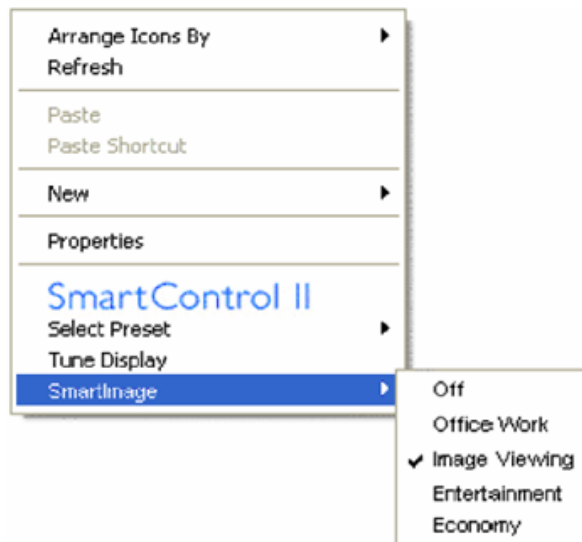 Arrange Icons By
Refresh
Paste
Paste Shortcut
New
Properties
SmartControl II
Select Preset
Tune Display
SmartImage
Off
Office Work
Image Viewing
Entertainment
Economy